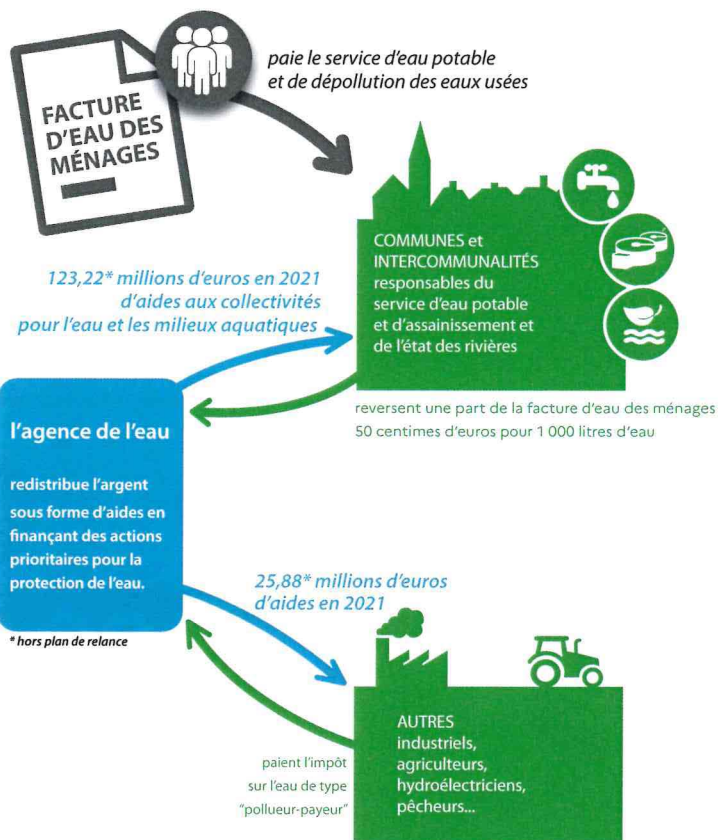 paie le service d'eau potable
et de dépollution des eaux usées
FACTURE
D'EAU DES
MÉNAGES
COMMUNES et
INTERCOMMUNALITÉS
responsables du
service d'eau potable
et d'assainissement et
de l'état des rivières
123,22* millions d'euros en 2021
d'aides aux collectivités
pour l'eau et les milieux aquatiques
reversent une part de la facture d'eau des ménages
50 centimes d'euros pour 1 000 litres d'eau
l'agence de l'eau
redistribue l'argent
sous forme d'aides en
finançant des actions
prioritaires pour la
protection de l'eau.
* hors plan de relance
25,88* millions d'euros
d'aides en 2021
AUTRES
industriels,
agriculteurs,
hydroélectriciens,
pêcheurs...
paient l'impôt
sur l'eau de type
"pollueur-payeur"